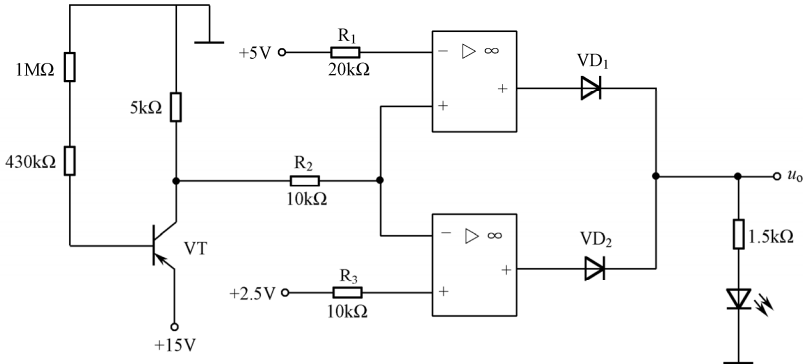 1MΩ
430kΩ
5kΩ
VT
+15V
+5V
R1
20kΩ
R2
10kΩ
+2.5V
R3
10kΩ
− ▷ ∞
+
+
− ▷ ∞
+
+
VD1
VD2
uo
1.5kΩ